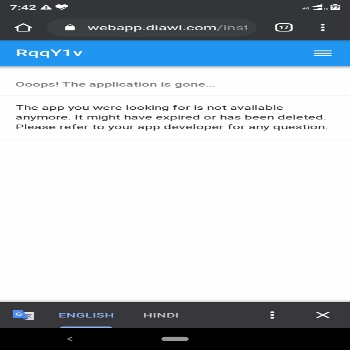 7:42
webapp.diawi.com/inst
17
RqqY1v
Ooops! The application is gone...
The app you were looking for is not available
anymore. It might have expired or has been deleted.
Please refer to your app developer for any question.
ENGLISH HINDI